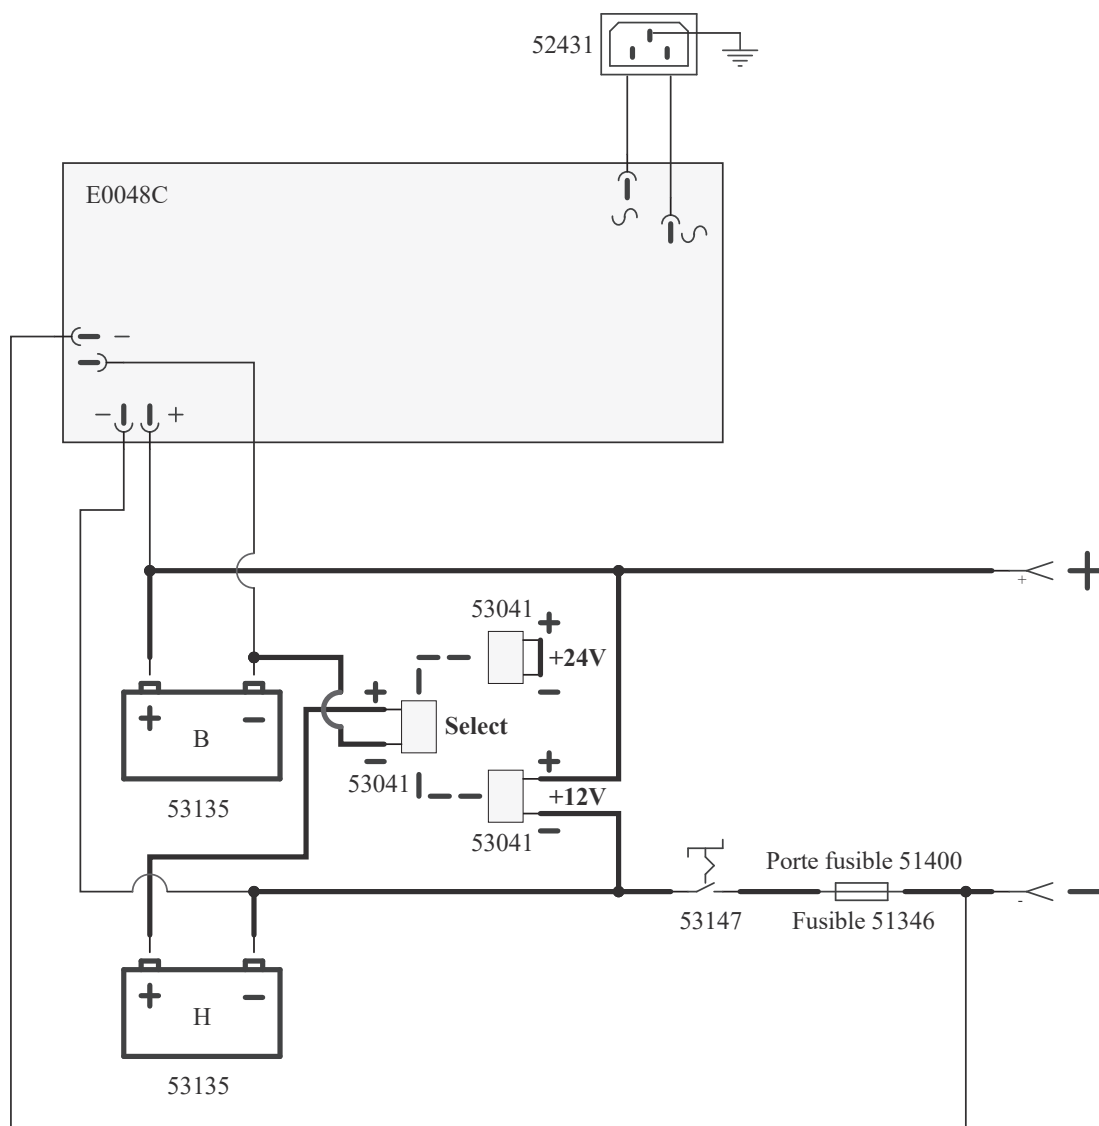 52431
E0048C
−
− +
53041
+
+24V
+
−
+
+ −
B
Select
−
53041
+
+12V
53135
53041
−
Porte fusible 51400
-
−
53147
Fusible 51346
+ −
H
53135